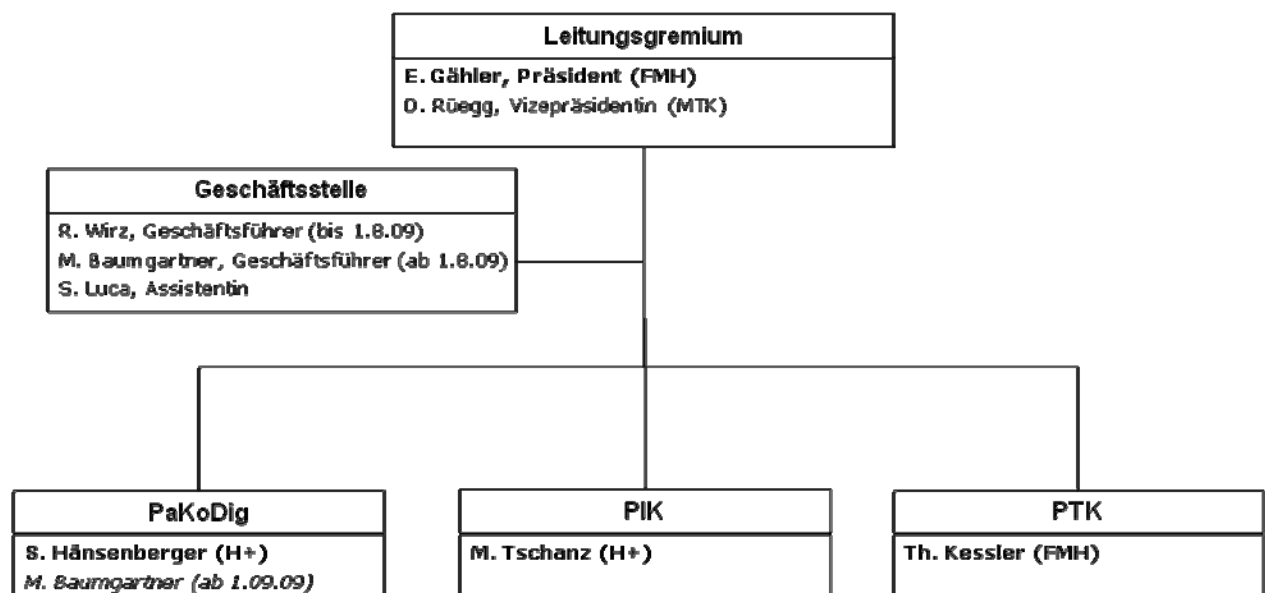 Leitungsgremium
E. Gähler, Präsident (FMH)
D. Rüegg, Vizepräsidentin (MTK)
Geschäftsstelle
R. Wirz, Geschäftsführer (bis 1.8.09)
M. Baumgartner, Geschäftsführer (ab 1.8.09)
S. Luca, Assistentin
PaKoDig
S. Hänsenberger (H+)
M. Baumgartner (ab 1.09.09)
PIK
M. Tschanz (H+)
PTK
Th. Kessler (FMH)